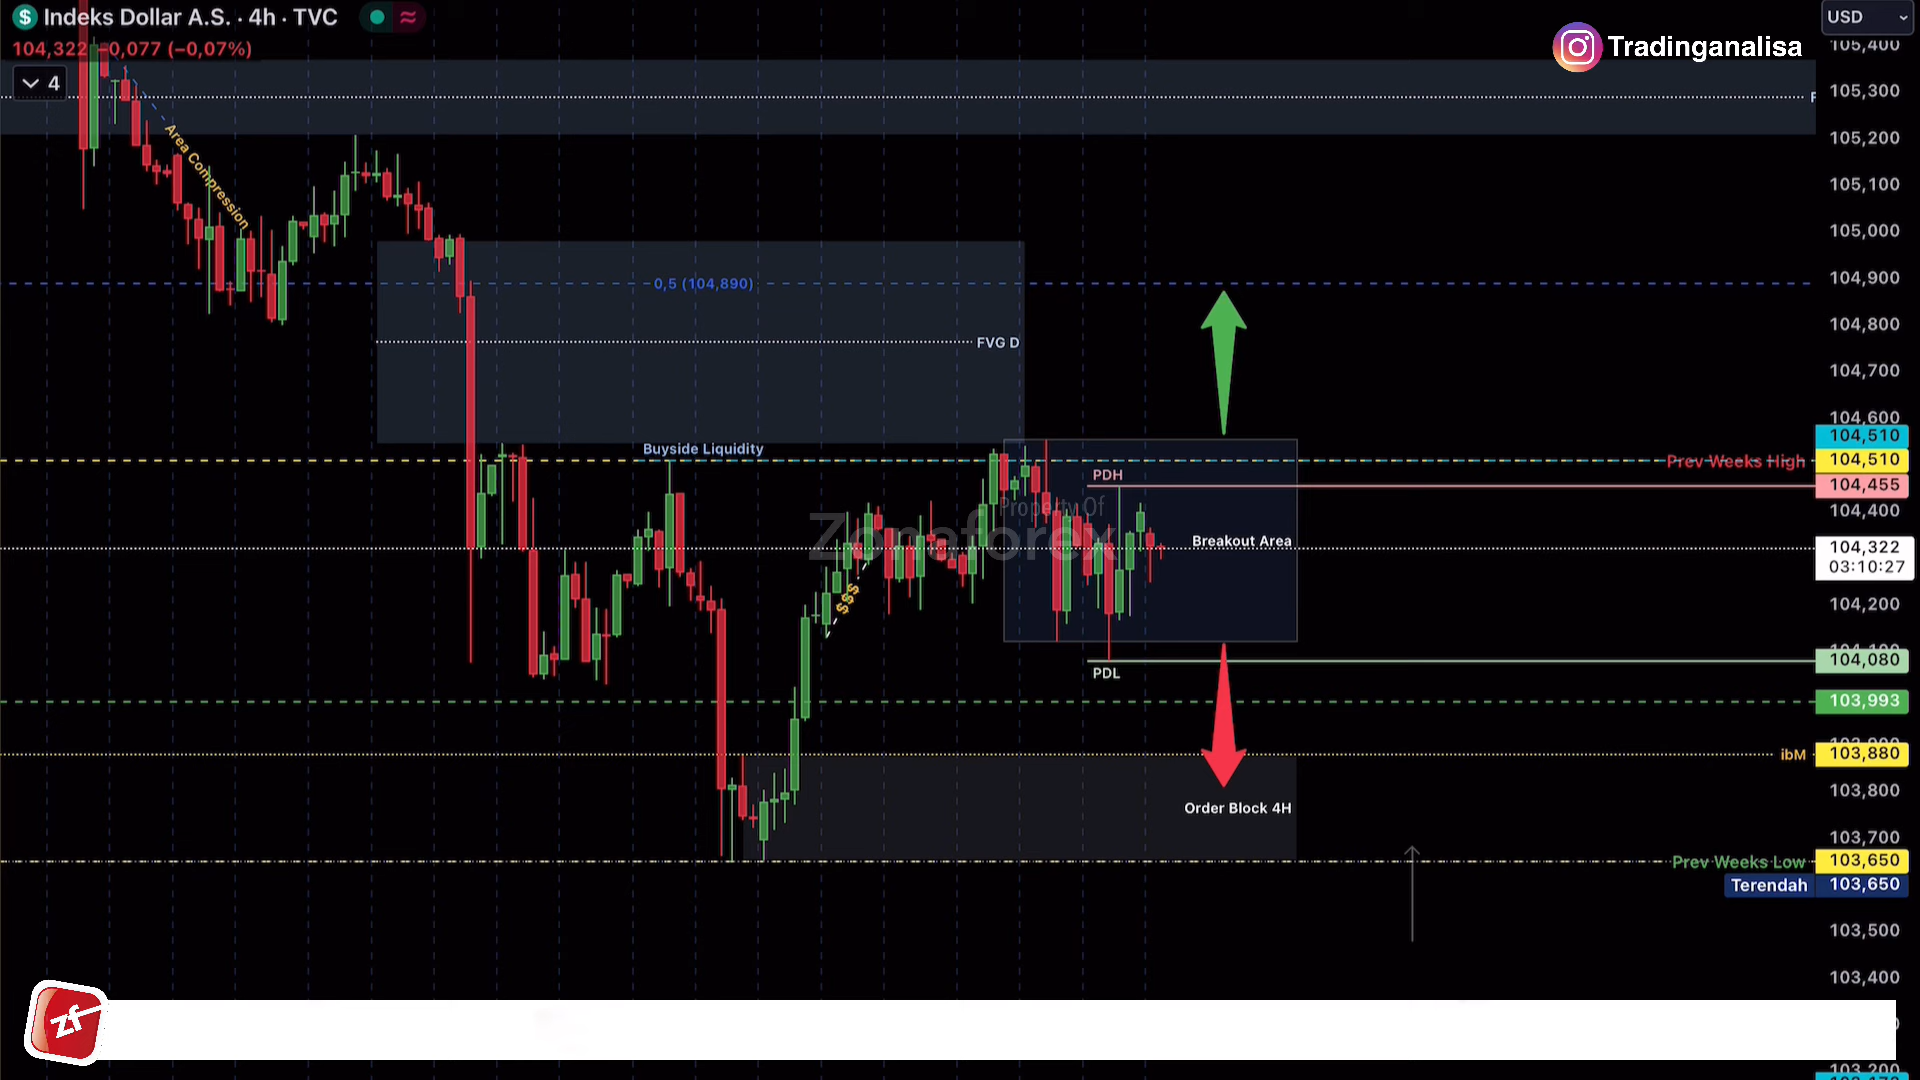 Indeks Dollar A.S. · 4h · TVC
USD
Tradinganalisa
104,322 −0,077 (−0,07%)
4
105,400
105,300
105,200
105,100
105,000
104,900
104,800
104,700
104,600
104,510
104,510
104,455
104,400
104,322
03:10:27
104,200
104,080
103,993
103,880
103,800
103,700
103,650
103,650
103,500
103,400
Area Compression
0,5 (104,890)
FVG D
Buyside Liquidity
Prev Weeks High
PDH
Property Of
Zonaforex
Breakout Area
$$$
PDL
ibM
Order Block 4H
Prev Weeks Low
Terendah
zf